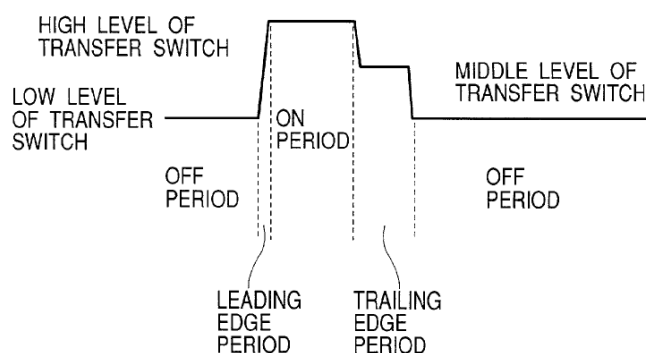 HIGH LEVEL OF
TRANSFER SWITCH
MIDDLE LEVEL OF
TRANSFER SWITCH
LOW LEVEL
OF TRANSFER
SWITCH
ON
PERIOD
OFF
PERIOD
OFF
PERIOD
LEADING
EDGE
PERIOD
TRAILING
EDGE
PERIOD